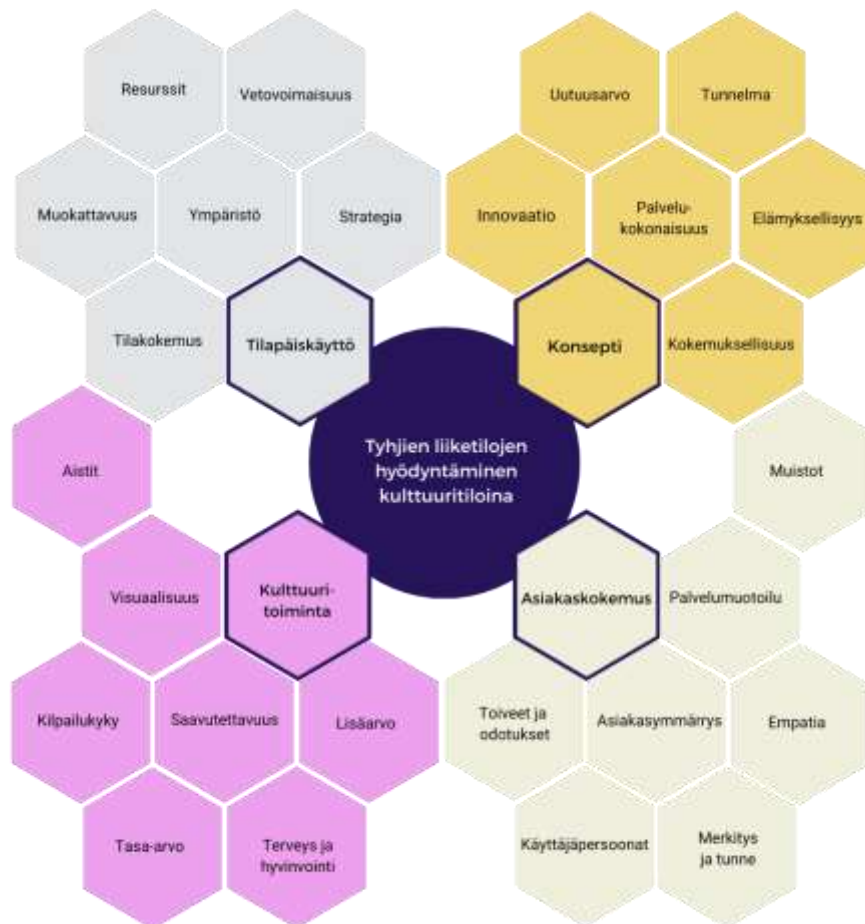 Resurssit
Vetovoimaisuus
Muokattavuus
Ympäristö
Strategia
Tilakokemus
Tilapäiskäyttö
Uutuusarvo
Tunnelma
Innovaatio
Palvelu-
kokonaisuus
Elämyksellisyys
Konsepti
Kokemuksellisuus
Tyhjien liiketilojen
hyödyntäminen
kulttuuritiloina
Aistit
Visuaalisuus
Kulttuuri-
toiminta
Kilpailukyky
Saavutettavuus
Lisäarvo
Tasa-arvo
Terveys ja
hyvinvointi
Muistot
Asiakaskokemus
Palvelumuotoilu
Toiveet ja
odotukset
Asiakasymmärrys
Empatia
Käyttäjäpersoonat
Merkitys
ja tunne